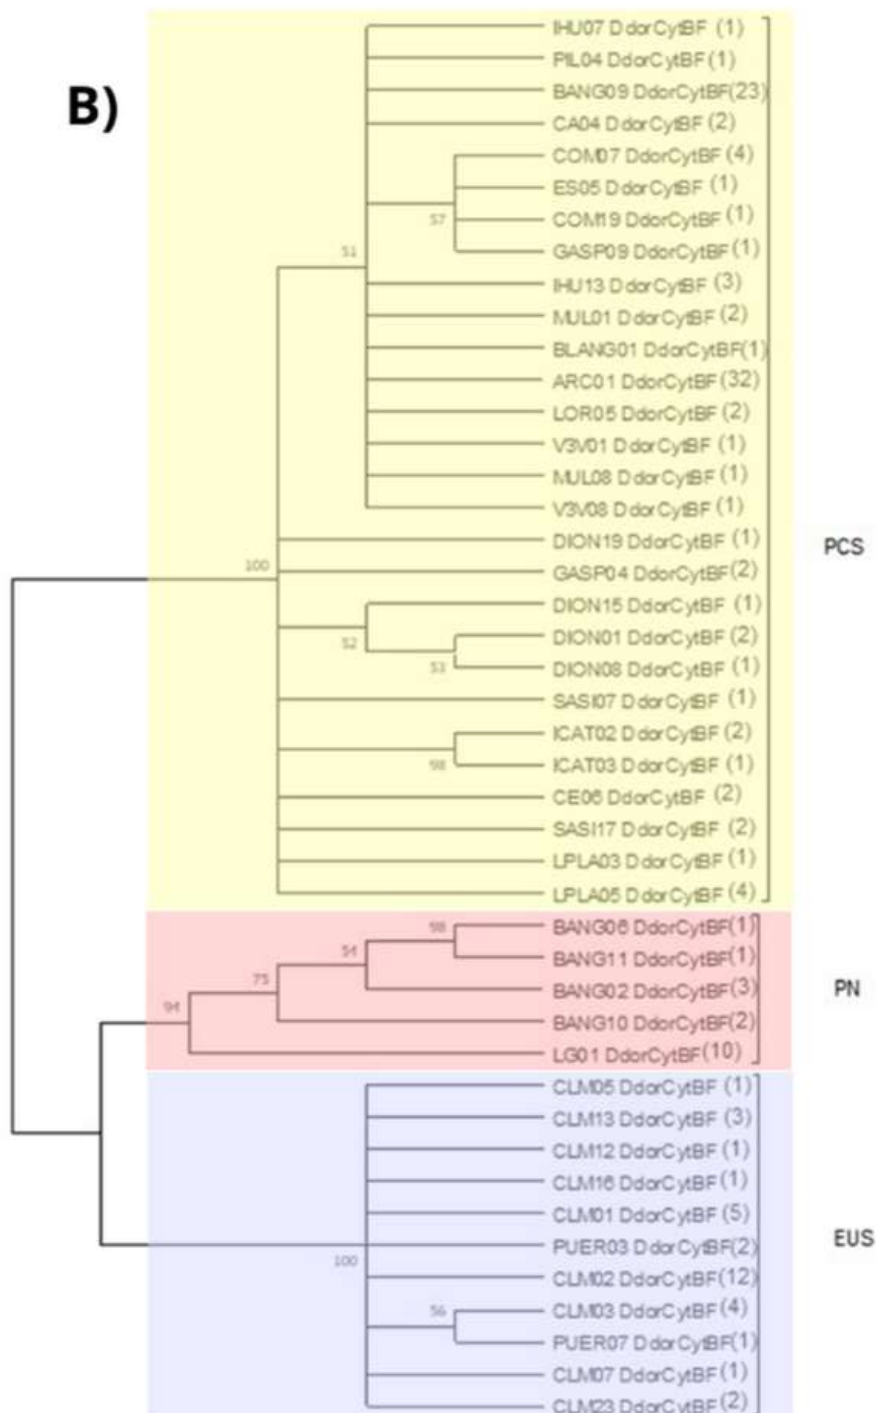 B)
IHU07 DdorCytBF (1)
PIL04 DdorCytBF (1)
BANG09 DdorCytBF(23)
CA04 DdorCytBF (2)
COM07 DdorCytBF (4)
ES05 DdorCytBF (1)
57
COM19 DdorCytBF (1)
51
GASP09 DdorCytBF (1)
IHU13 DdorCytBF (3)
MUL01 DdorCytBF (2)
BLANG01 DdorCytBF(1)
ARC01 DdorCytBF (32)
LOR05 DdorCytBF (2)
V3V01 DdorCytBF (1)
MUL08 DdorCytBF (1)
V3V08 DdorCytBF (1)
DION19 DdorCytBF (1)
PCS
100
GASP04 DdorCytBF(2)
DION15 DdorCytBF (1)
52
DION01 DdorCytBF (2)
53
DION08 DdorCytBF (1)
SASI07 DdorCytBF (1)
ICAT02 DdorCytBF (2)
98
ICAT03 DdorCytBF (1)
CE06 DdorCytBF (2)
SASI17 DdorCytBF (2)
LPLA03 DdorCytBF (1)
LPLA05 DdorCytBF (4)
98
BANG06 DdorCytBF(1)
54
BANG11 DdorCytBF(1)
75
BANG02 DdorCytBF(3)
PN
94
BANG10 DdorCytBF(2)
LG01 DdorCytBF(10)
CLM05 DdorCytBF (1)
CLM13 DdorCytBF (3)
CLM12 DdorCytBF (1)
CLM16 DdorCytBF (1)
CLM01 DdorCytBF (5)
EUS
PUER03 DdorCytBF(2)
100
CLM02 DdorCytBF(12)
56
CLM03 DdorCytBF(4)
PUER07 DdorCytBF(1)
CLM07 DdorCytBF (1)
CLM23 DdorCytBF (2)